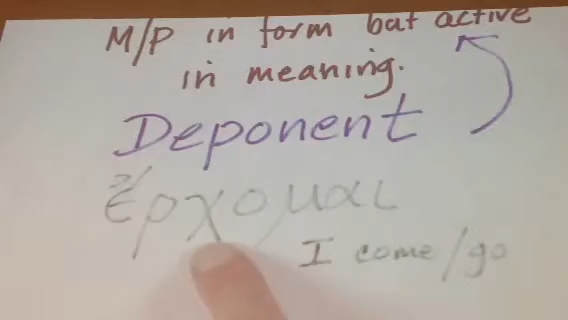 M/P in form but active
in meaning.
Deponent
ἔρχομαι
I come/go